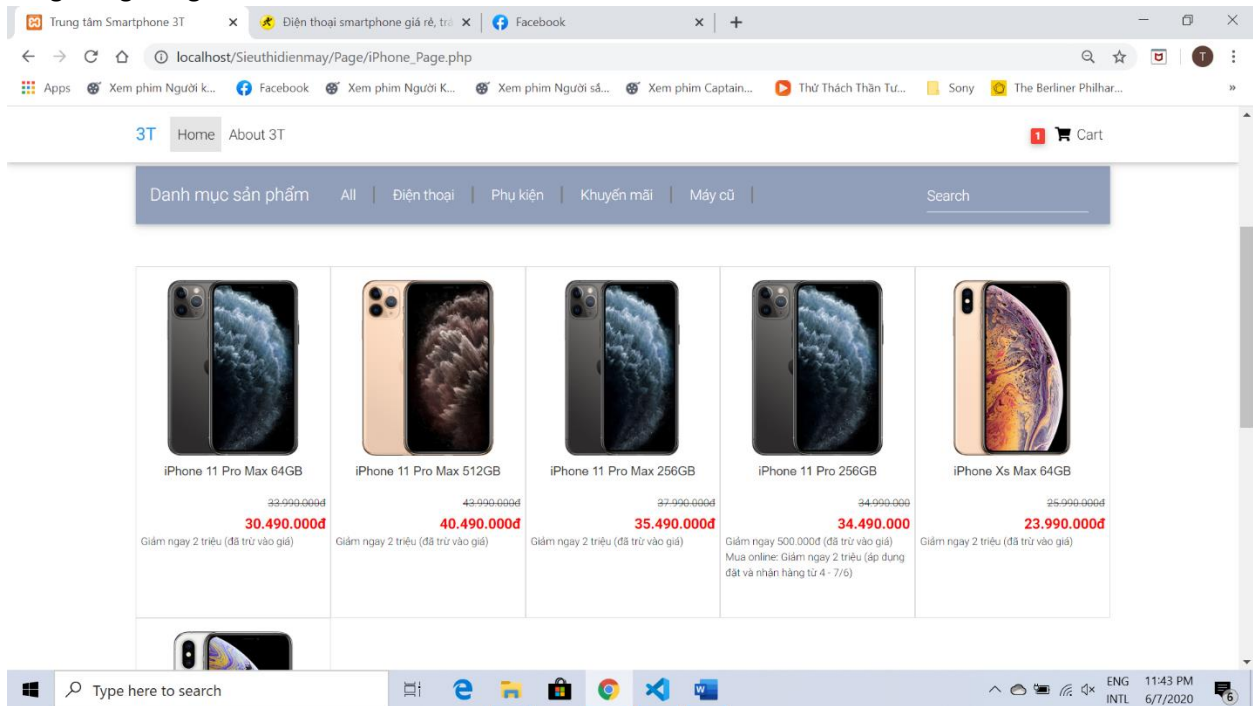 Trung tâm Smartphone 3T
Điện thoại smartphone giá rẻ, trả
Facebook
localhost/Sieuthidienmay/Page/iPhone_Page.php
T
Apps
Xem phim Người k...
Facebook
Xem phim Người K...
Xem phim Người sắ...
Xem phim Captain...
Thử Thách Thần Tư...
Sony
The Berliner Philhar...
3T Home About 3T
1 Cart
Danh mục sản phẩm All Điện thoại Phụ kiện Khuyến mãi Máy cũ
Search
iPhone 11 Pro Max 64GB
33.990.000đ
30.490.000đ
Giảm ngay 2 triệu (đã trừ vào giá)
iPhone 11 Pro Max 512GB
43.990.000đ
40.490.000đ
Giảm ngay 2 triệu (đã trừ vào giá)
iPhone 11 Pro Max 256GB
37.990.000đ
35.490.000đ
Giảm ngay 2 triệu (đã trừ vào giá)
iPhone 11 Pro 256GB
34.990.000
34.490.000
Giảm ngay 500.000đ (đã trừ vào giá)
Mua online: Giảm ngay 2 triệu (áp dụng
đặt và nhận hàng từ 4 - 7/6)
iPhone Xs Max 64GB
25.990.000đ
23.990.000đ
Giảm ngay 2 triệu (đã trừ vào giá)
Type here to search
ENG
INTL
11:43 PM
6/7/2020
6